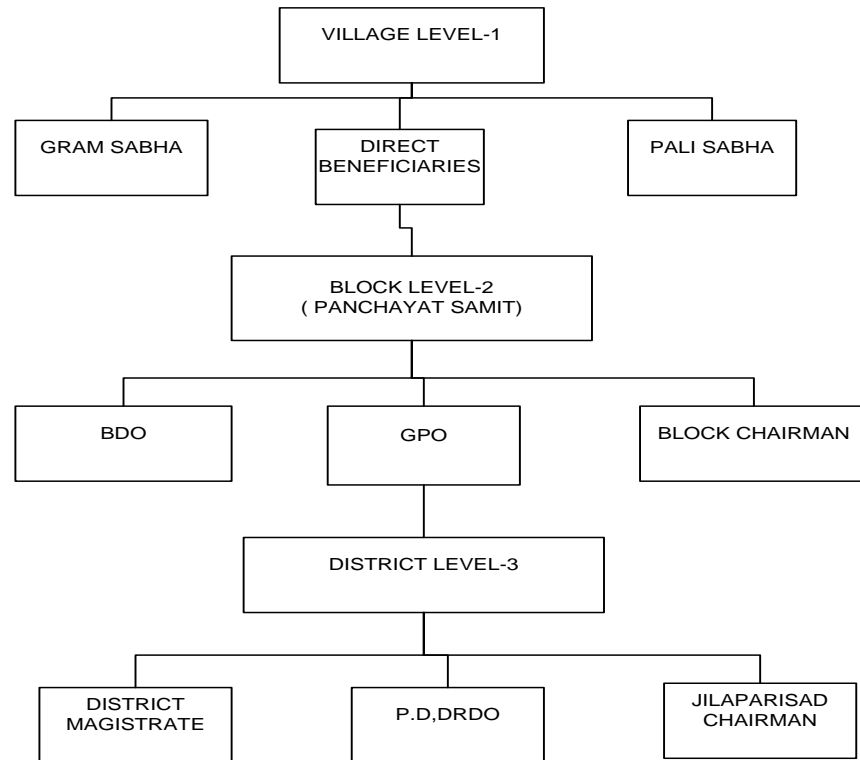 VILLAGE LEVEL-1
GRAM SABHA
DIRECT
BENEFICIARIES
PALI SABHA
BLOCK LEVEL-2
( PANCHAYAT SAMIT)
BDO
GPO
BLOCK CHAIRMAN
DISTRICT LEVEL-3
DISTRICT
MAGISTRATE
P.D,DRDO
JILAPARISAD
CHAIRMAN